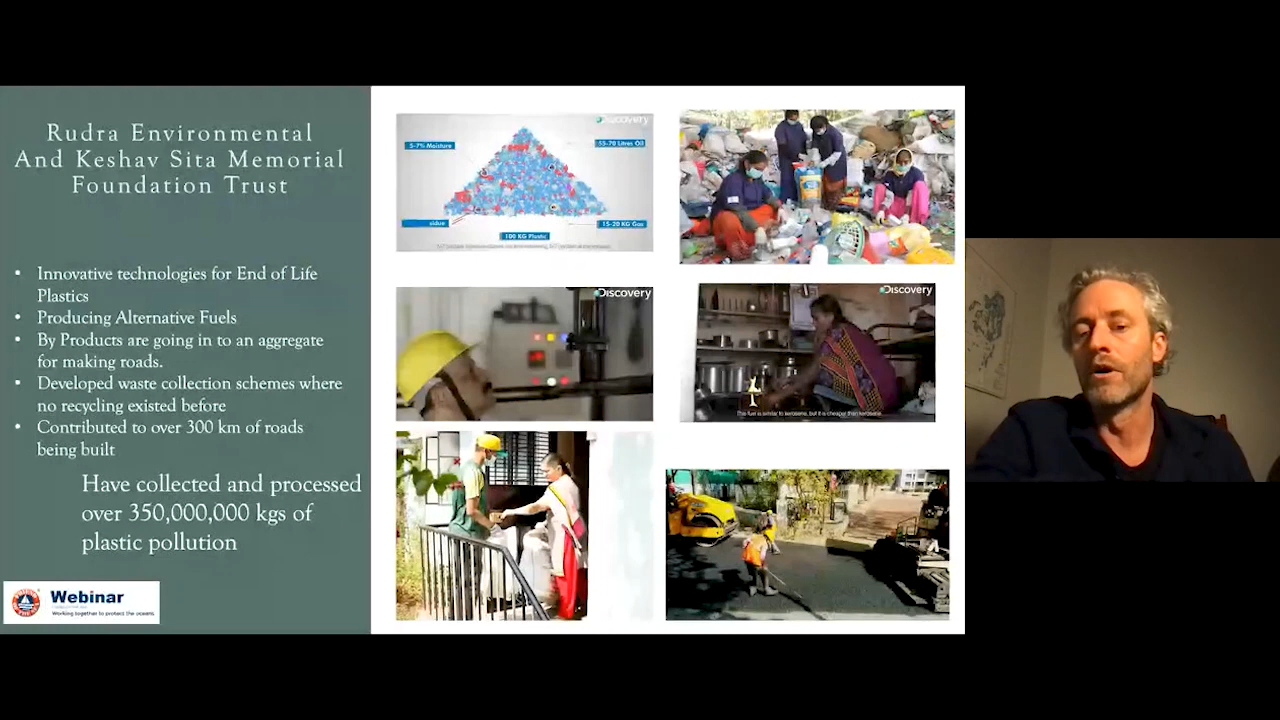 Rudra Environmental
And Keshav Sita Memorial
Foundation Trust
• Innovative technologies for End of Life
Plastics
• Producing Alternative Fuels
• By Products are going in to an aggregate
for making roads.
• Developed waste collection schemes where
no recycling existed before
• Contributed to over 300 km of roads
being built
Have collected and processed
over 350,000,000 kgs of
plastic pollution
Webinar
Working together to protect the oceans.
Discovery
5-7% Moisture
53-70 Litres Oil
sidue
15-20 KG Gas
100 KG Plastic
Discovery
Discovery
This fuel is similar to kerosene, but it is cheaper than kerosene.